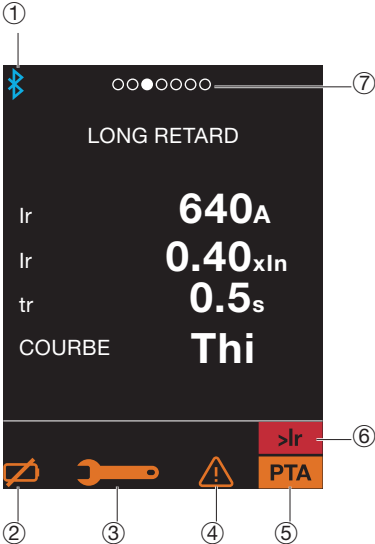 ①
⑦
LONG RETARD
Ir 640A
Ir 0.40xIn
tr 0.5s
COURBE Thi
>Ir ⑥
PTA
② ③ ④ ⑤